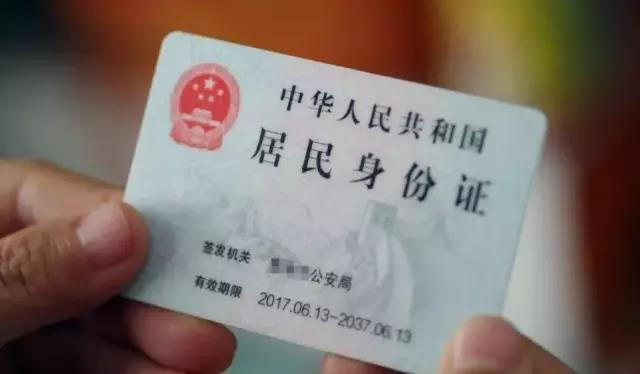 中华人民共和国
居民身份证
签发机关 公安局
有效期限 2017.06.13-2037.06.13